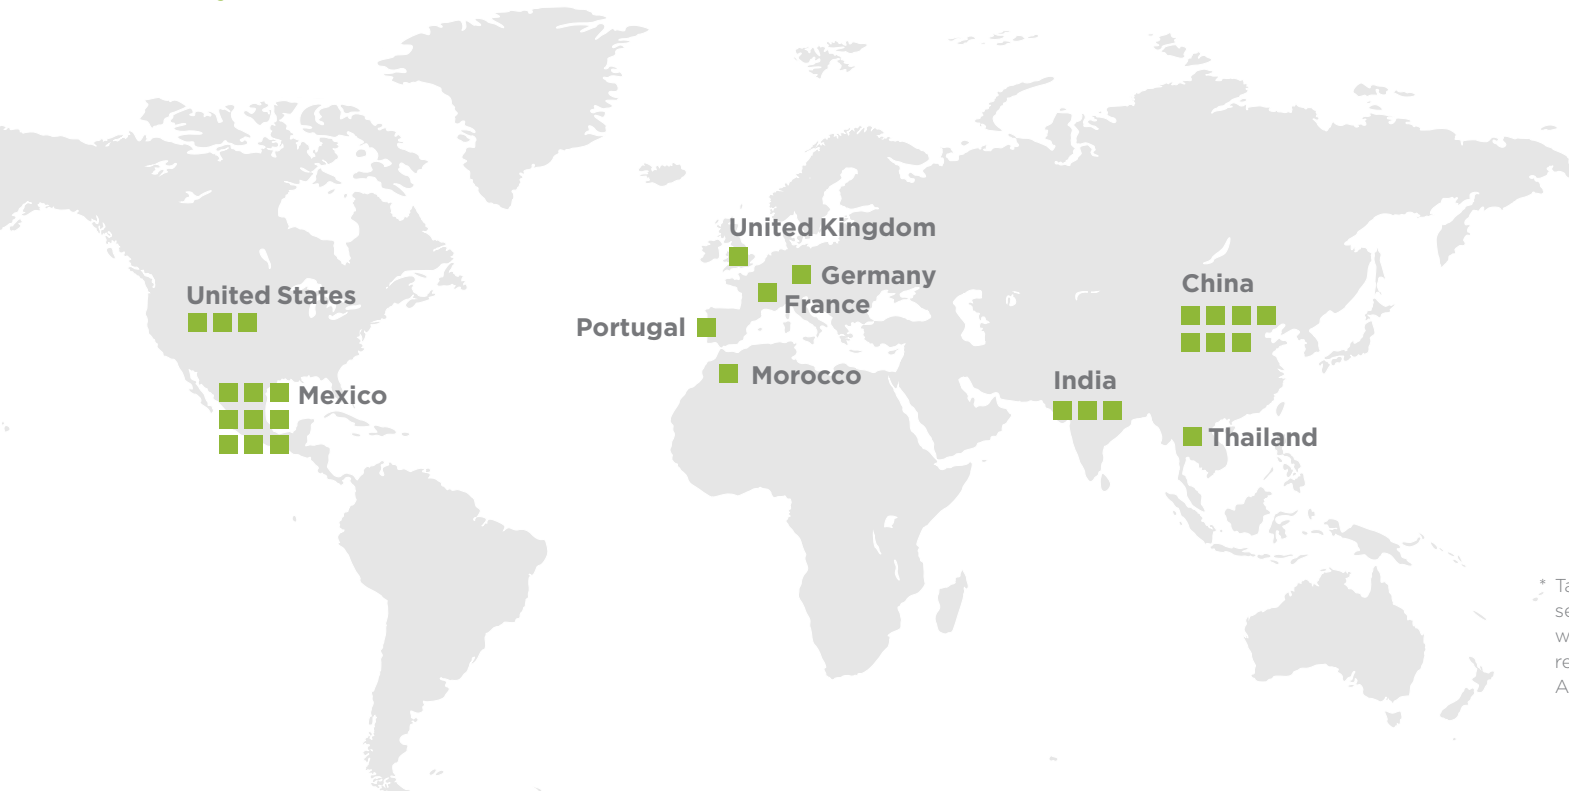 United Kingdom
Germany
China
United States
France
Portugal
Morocco
India
Mexico
Thailand
*